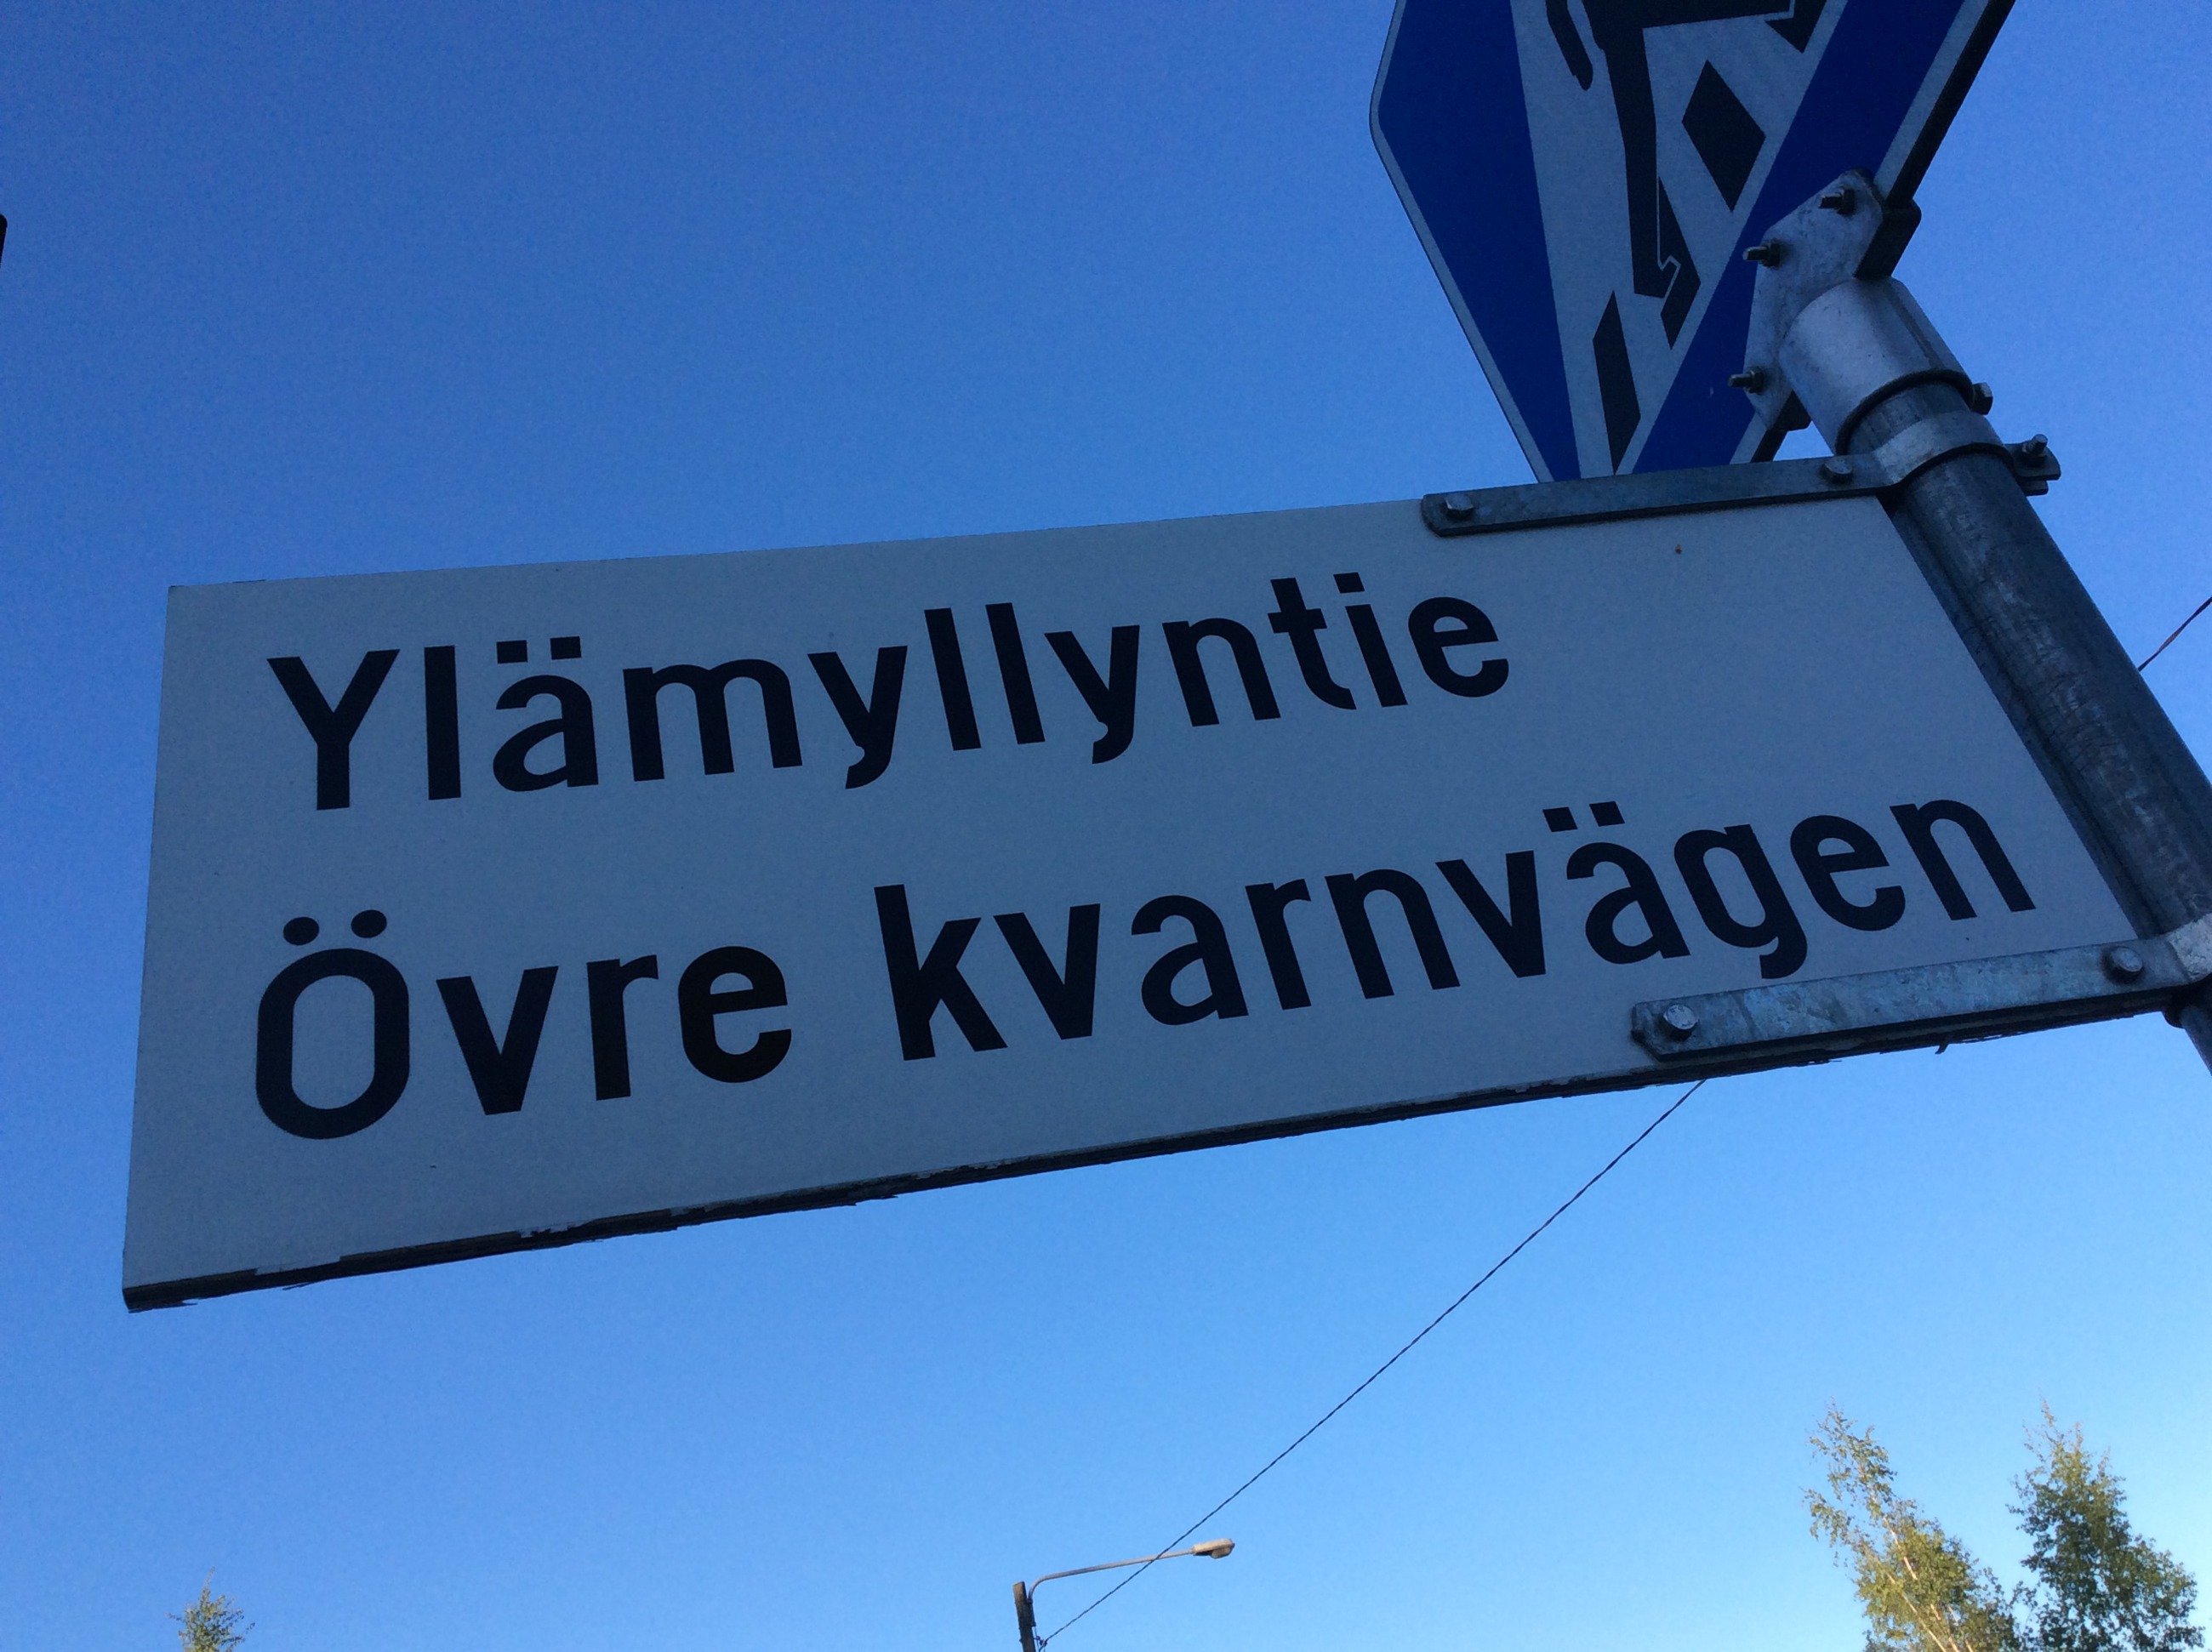 Ylämyllyntie
Övre kvarnvägen